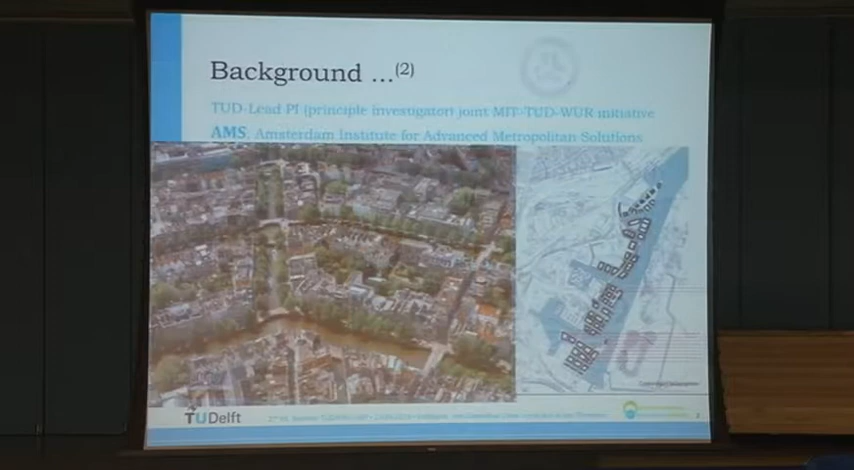 Background ...(2)
TUD-Lead PI (principle investigator) joint MIT-TUD-WUR initiative
AMS: Amsterdam Institute for Advanced Metropolitan Solutions
TUDelft
2